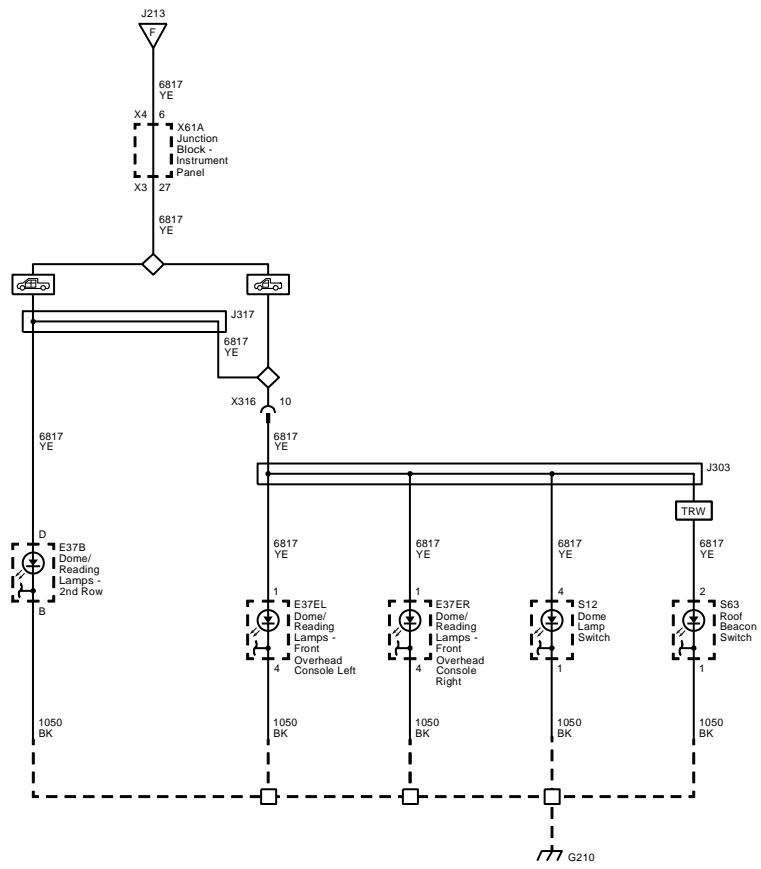 J213
F
6817
YE
X4 6
X61A
Junction
Block -
Instrument
Panel
X3 27
6817
YE
J317
6817
YE
X316 10
6817
YE
6817
YE
J303
TRW
D
E37B
Dome/
Reading
Lamps -
2nd Row
B
6817
YE
1
E37EL
Dome/
Reading
Lamps -
Front
Overhead
Console Left
4
6817
YE
1
E37ER
Dome/
Reading
Lamps -
Front
Overhead
Console
Right
4
6817
YE
4
S12
Dome
Lamp
Switch
1
6817
YE
2
S63
Roof
Beacon
Switch
1
1050
BK
1050
BK
1050
BK
1050
BK
1050
BK
G210